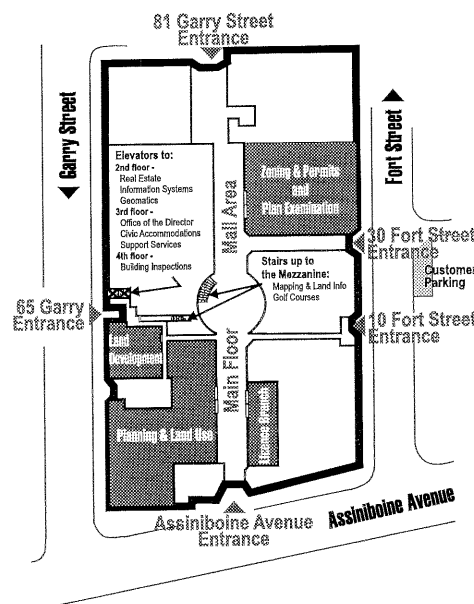 81 Garry Street
Entrance
Garry Street
Fort Street
Elevators to:
2nd floor -
Real Estate
Information Systems
Geomatics
3rd floor -
Office of the Director
Civic Accommodations
Support Services
4th floor -
Building Inspections
Zoning & Permits
and
Plan Examination
Mall Area
Stairs up to
the Mezzanine:
Mapping & Land Info
Golf Courses
30 Fort Street
Entrance
Customer
Parking
65 Garry
Entrance
10 Fort Street
Entrance
Land
Development
Main Floor
Planning & Land Use
License Branch
Assiniboine Avenue
Entrance
Assiniboine Avenue